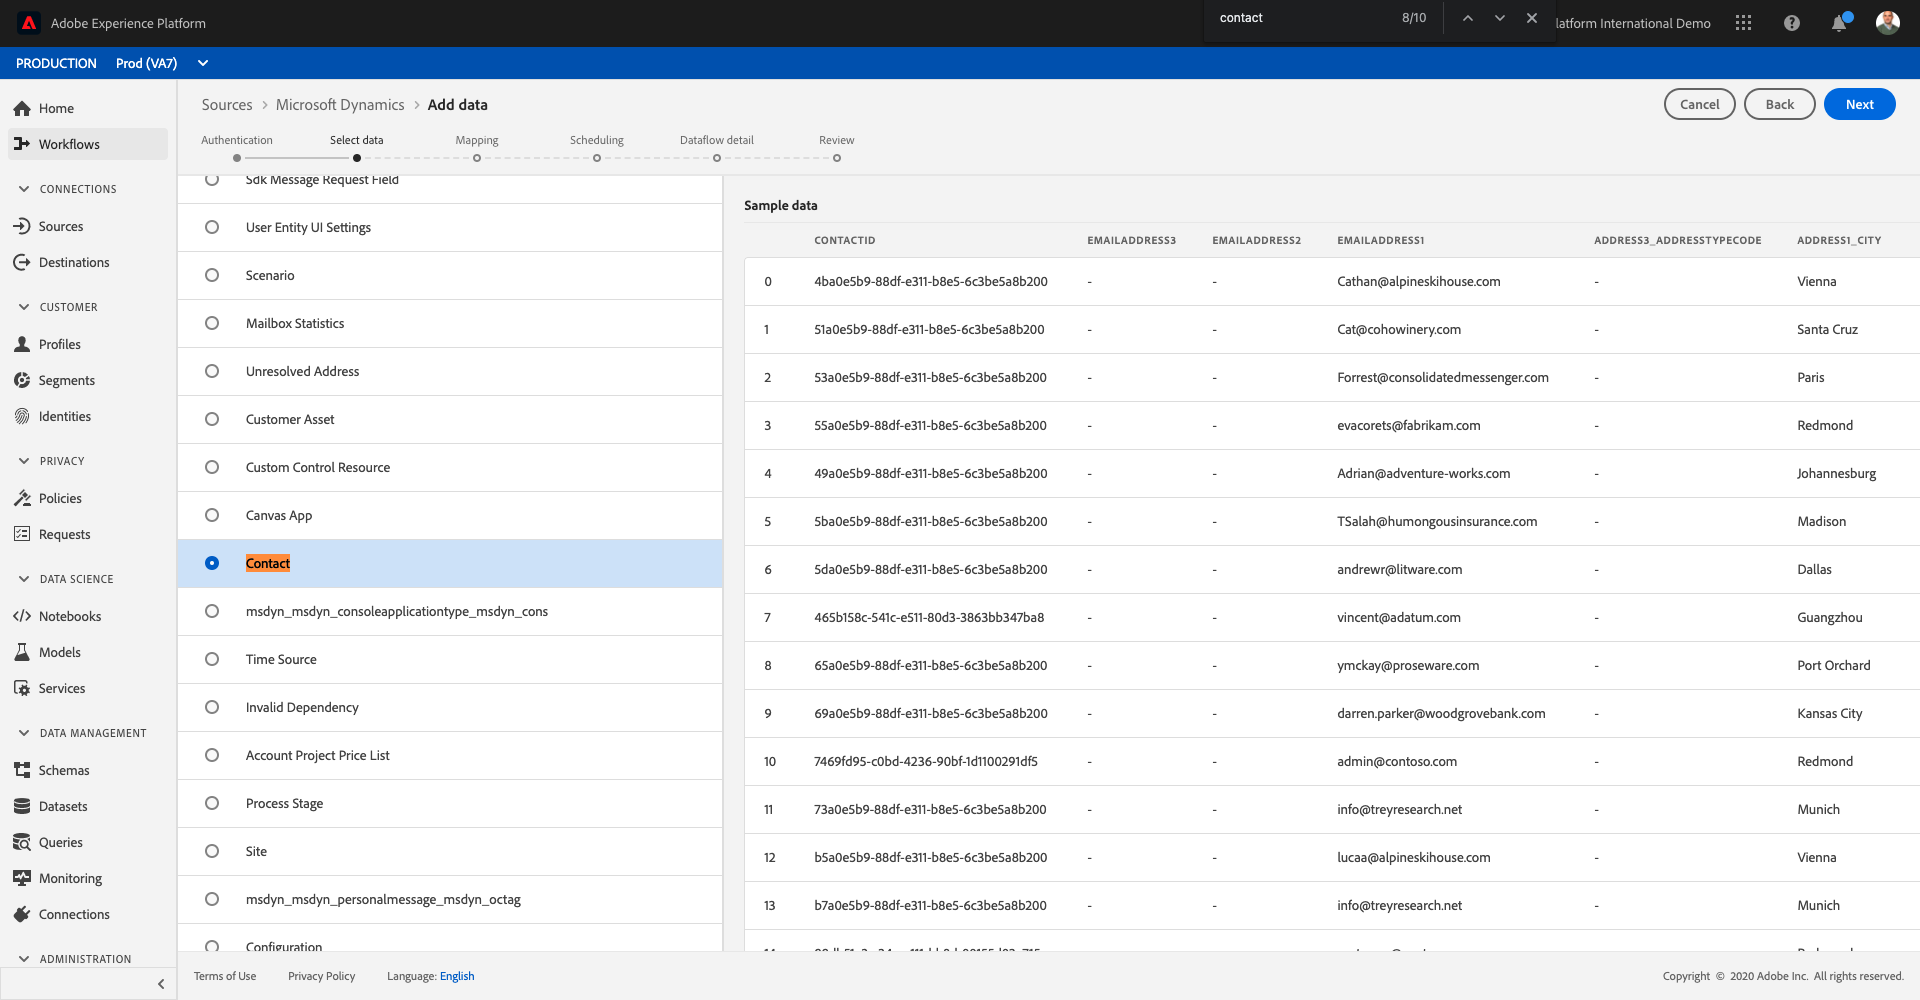 Adobe Experience Platform
contact
8/10
latform International Demo
PRODUCTION Prod (VA7)
Home
Workflows
CONNECTIONS
Sources
Destinations
CUSTOMER
Profiles
Segments
Identities
PRIVACY
Policies
Requests
DATA SCIENCE
Notebooks
Models
Services
DATA MANAGEMENT
Schemas
Datasets
Queries
Monitoring
Connections
ADMINISTRATION
Sources > Microsoft Dynamics > Add data
Cancel Back Next
Authentication Select data Mapping Scheduling Dataflow detail Review
Sdk Message Request Field
User Entity UI Settings
Scenario
Mailbox Statistics
Unresolved Address
Customer Asset
Custom Control Resource
Canvas App
Contact
msdyn_msdyn_consoleapplicationtype_msdyn_cons
Time Source
Invalid Dependency
Account Project Price List
Process Stage
Site
msdyn_msdyn_personalmessage_msdyn_octag
Configuration
Sample data
CONTACTID EMAILADDRESS3 EMAILADDRESS2 EMAILADDRESS1 ADDRESS3_ADDRESSTYPECODE ADDRESS1_CITY
0 4ba0e5b9-88df-e311-b8e5-6c3be5a8b200 - - Cathan@alpineskihouse.com - Vienna
1 51a0e5b9-88df-e311-b8e5-6c3be5a8b200 - - Cat@cohowinery.com - Santa Cruz
2 53a0e5b9-88df-e311-b8e5-6c3be5a8b200 - - Forrest@consolidatedmessenger.com - Paris
3 55a0e5b9-88df-e311-b8e5-6c3be5a8b200 - - evacorets@fabrikam.com - Redmond
4 49a0e5b9-88df-e311-b8e5-6c3be5a8b200 - - Adrian@adventure-works.com - Johannesburg
5 5ba0e5b9-88df-e311-b8e5-6c3be5a8b200 - - TSalah@humongousinsurance.com - Madison
6 5da0e5b9-88df-e311-b8e5-6c3be5a8b200 - - andrewr@litware.com - Dallas
7 465b158c-541c-e511-80d3-3863bb347ba8 - - vincent@adatum.com - Guangzhou
8 65a0e5b9-88df-e311-b8e5-6c3be5a8b200 - - ymckay@proseware.com - Port Orchard
9 69a0e5b9-88df-e311-b8e5-6c3be5a8b200 - - darren.parker@woodgrovebank.com - Kansas City
10 7469fd95-c0bd-4236-90bf-1d1100291df5 - - admin@contoso.com - Redmond
11 73a0e5b9-88df-e311-b8e5-6c3be5a8b200 - - info@treyresearch.net - Munich
12 b5a0e5b9-88df-e311-b8e5-6c3be5a8b200 - - lucaa@alpineskihouse.com - Vienna
13 b7a0e5b9-88df-e311-b8e5-6c3be5a8b200 - - info@treyresearch.net - Munich
Terms of Use Privacy Policy Language: English
Copyright © 2020 Adobe Inc. All rights reserved.